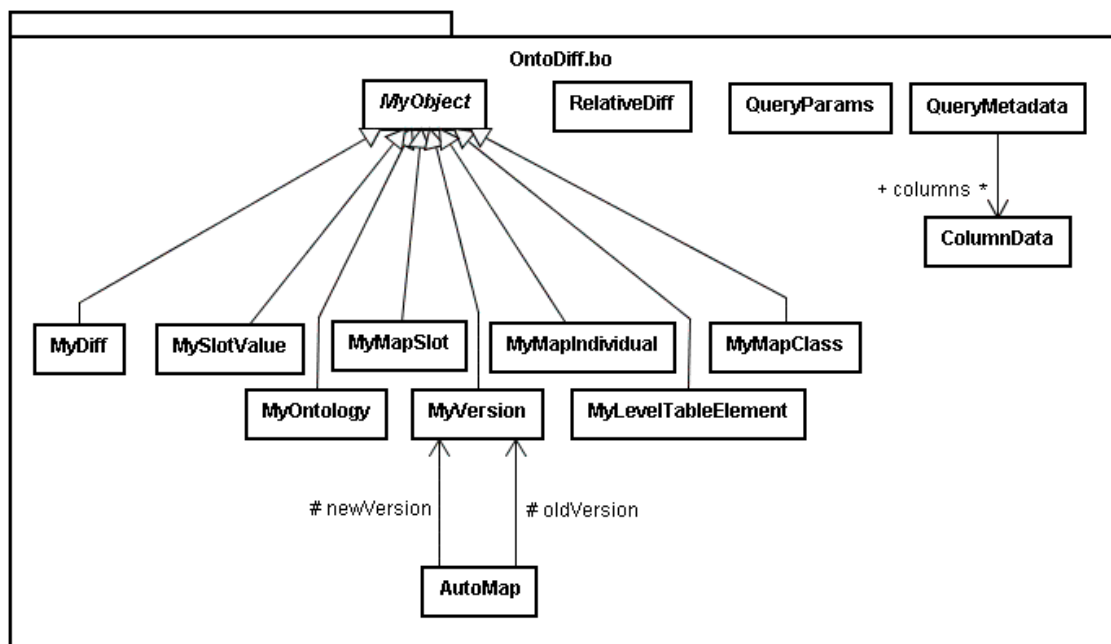 OntoDiff.bo
MyObject
RelativeDiff
QueryParams
QueryMetadata
+ columns *
ColumnData
MyDiff
MySlotValue
MyMapSlot
MyMapIndividual
MyMapClass
MyOntology
MyVersion
MyLevelTableElement
# newVersion
# oldVersion
AutoMap